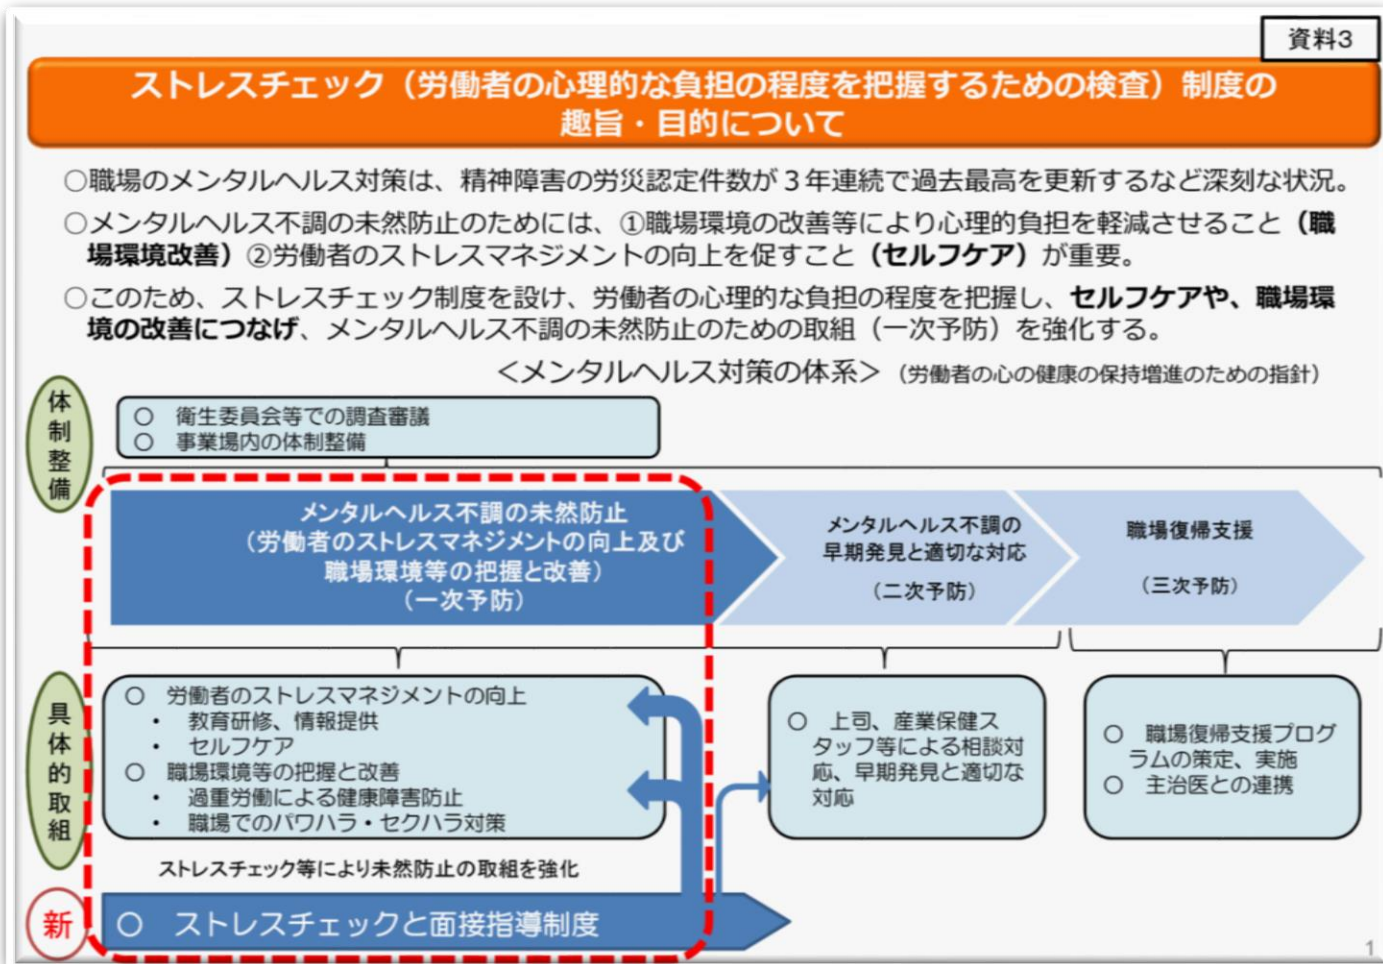 資料3
ストレスチェック（労働者の心理的な負担の程度を把握するための検査）制度の
趣旨・目的について
○職場のメンタルヘルス対策は、精神障害の労災認定件数が３年連続で過去最高を更新するなど深刻な状況。
○メンタルヘルス不調の未然防止のためには、①職場環境の改善等により心理的負担を軽減させること（職
場環境改善）②労働者のストレスマネジメントの向上を促すこと（セルフケア）が重要。
○このため、ストレスチェック制度を設け、労働者の心理的な負担の程度を把握し、セルフケアや、職場環
境の改善につなげ、メンタルヘルス不調の未然防止のための取組（一次予防）を強化する。
＜メンタルヘルス対策の体系＞（労働者の心の健康の保持増進のための指針）
体
制
整
備
○ 衛生委員会等での調査審議
○ 事業場内の体制整備
メンタルヘルス不調の未然防止
（労働者のストレスマネジメントの向上及び
職場環境等の把握と改善）
（一次予防）
メンタルヘルス不調の
早期発見と適切な対応
（二次予防）
職場復帰支援
（三次予防）
具
体
的
取
組
○ 労働者のストレスマネジメントの向上
・ 教育研修、情報提供
・ セルフケア
○ 職場環境等の把握と改善
・ 過重労働による健康障害防止
・ 職場でのパワハラ・セクハラ対策
○ 上司、産業保健ス
タッフ等による相談対
応、早期発見と適切な
対応
○ 職場復帰支援プログ
ラムの策定、実施
○ 主治医との連携
ストレスチェック等により未然防止の取組を強化
新
○ ストレスチェックと面接指導制度
1